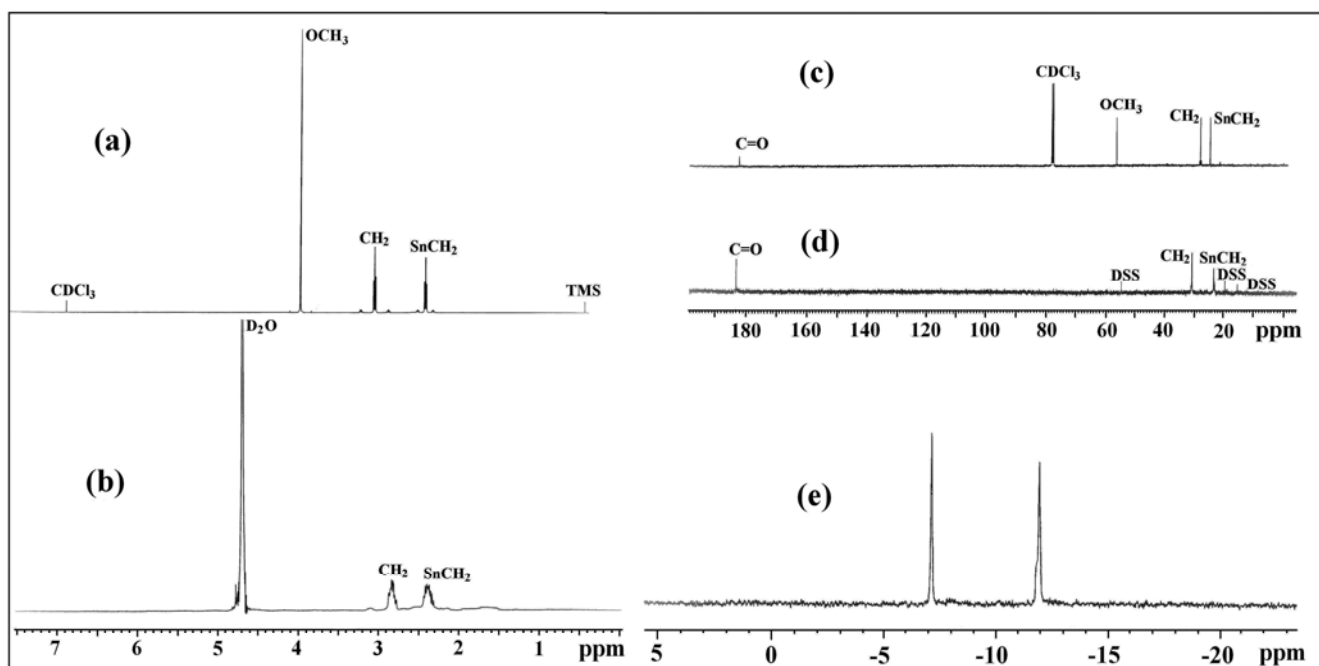 (a)
OCH3
CH2
SnCH2
CDCl3
TMS
(b)
D2O
CH2
SnCH2
7 6 5 4 3 2 1 ppm
(c)
CDCl3
OCH3
CH2
SnCH2
C=O
(d)
C=O
DSS
CH2
SnCH2
DSS
DSS
180 160 140 120 100 80 60 40 20 ppm
(e)
5 0 -5 -10 -15 -20 ppm